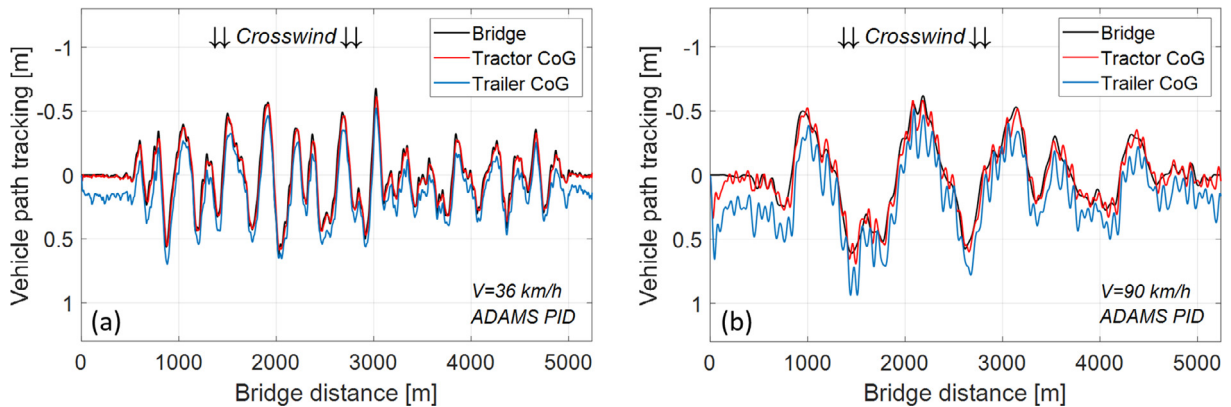 ↓↓ Crosswind ↓↓
Bridge
Tractor CoG
Trailer CoG
-1
-0.5
0
0.5
1
Vehicle path tracking [m]
(a)
V=36 km/h
ADAMS PID
0 1000 2000 3000 4000 5000
Bridge distance [m]
↓↓ Crosswind ↓↓
Bridge
Tractor CoG
Trailer CoG
-1
-0.5
0
0.5
1
Vehicle path tracking [m]
(b)
V=90 km/h
ADAMS PID
0 1000 2000 3000 4000 5000
Bridge distance [m]